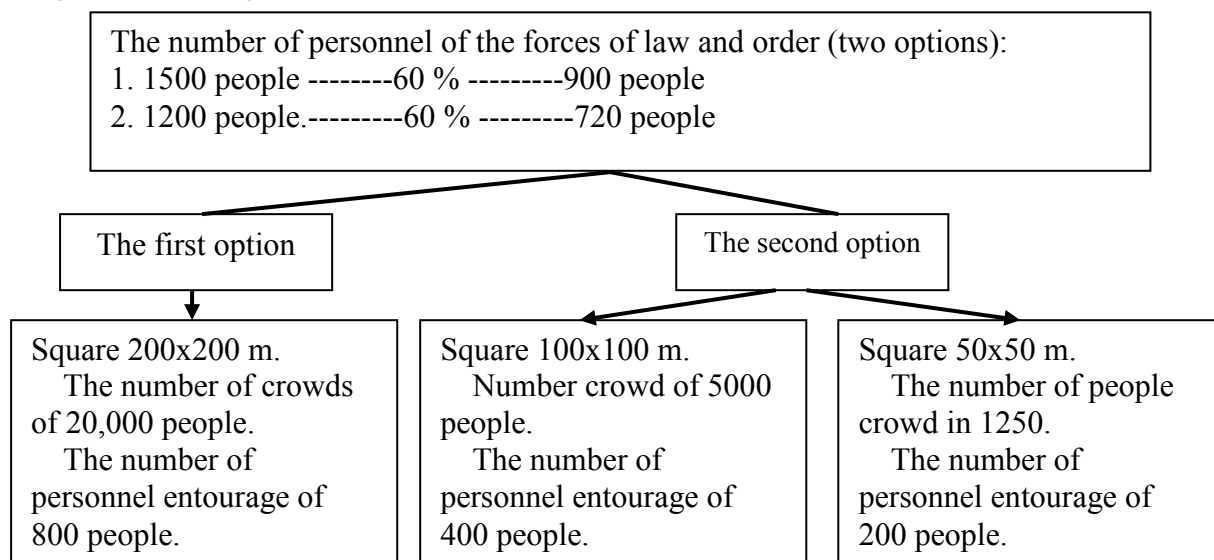 The number of personnel of the forces of law and order (two options):
1. 1500 people --------60 % ---------900 people
2. 1200 people.---------60 % ---------720 people
The first option
The second option
Square 200x200 m.
The number of crowds
of 20,000 people.
The number of
personnel entourage of
800 people.
Square 100x100 m.
Number crowd of 5000
people.
The number of
personnel entourage of
400 people.
Square 50x50 m.
The number of people
crowd in 1250.
The number of
personnel entourage of
200 people.